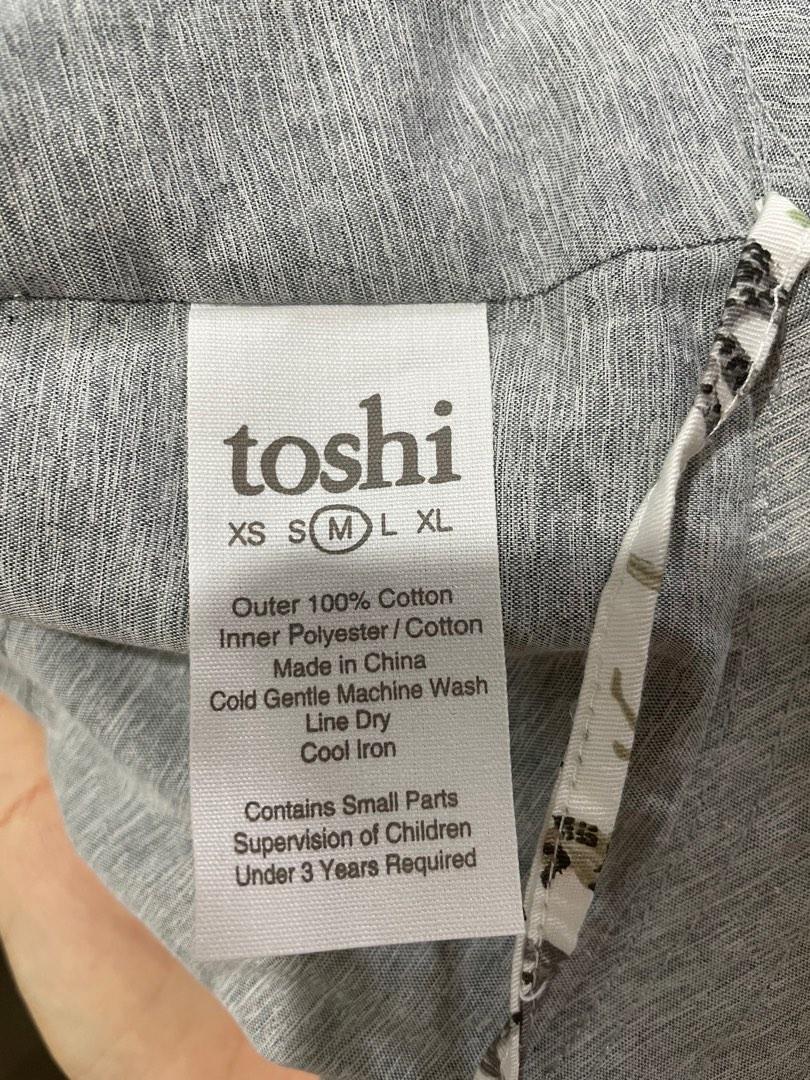 toshi
XS S M L XL
Outer 100% Cotton
Inner Polyester / Cotton
Made in China
Cold Gentle Machine Wash
Line Dry
Cool Iron
Contains Small Parts
Supervision of Children
Under 3 Years Required